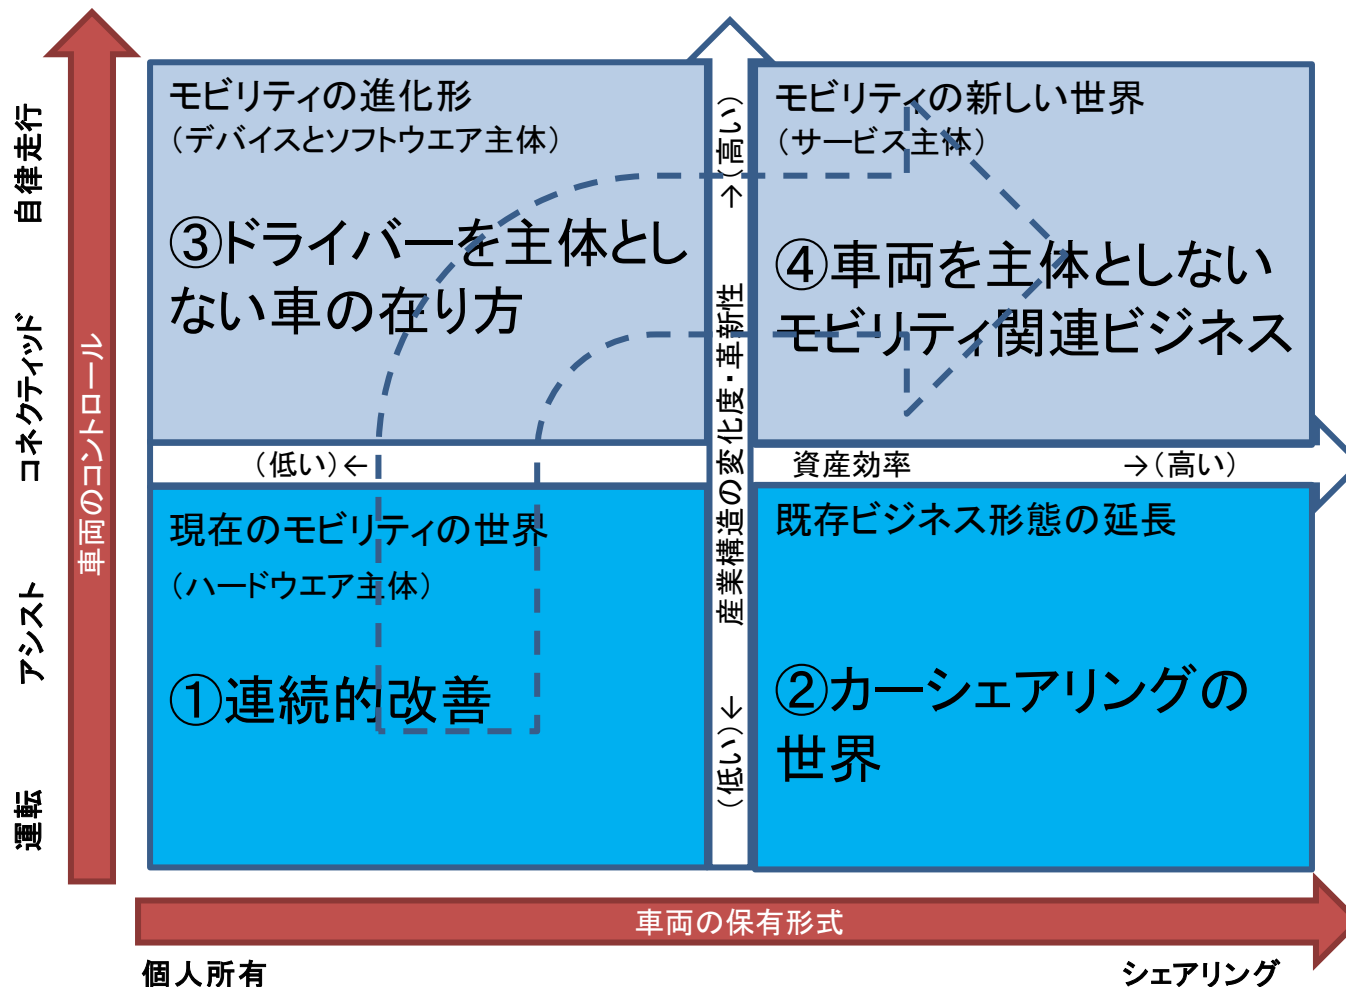 モビリティの進化形
（デバイスとソフトウエア主体）
③ドライバーを主体とし
ない車の在り方
モビリティの新しい世界
（サービス主体）
④車両を主体としない
モビリティ関連ビジネス
現在のモビリティの世界
（ハードウエア主体）
①連続的改善
既存ビジネス形態の延長
②カーシェアリングの
世界
（低い）←
資産効率
→（高い）
（低い）←
産業構造の変化度・革新性
→（高い）
車両のコントロール
自律走行
コネクティッド
アシスト
運転
車両の保有形式
個人所有
シェアリング